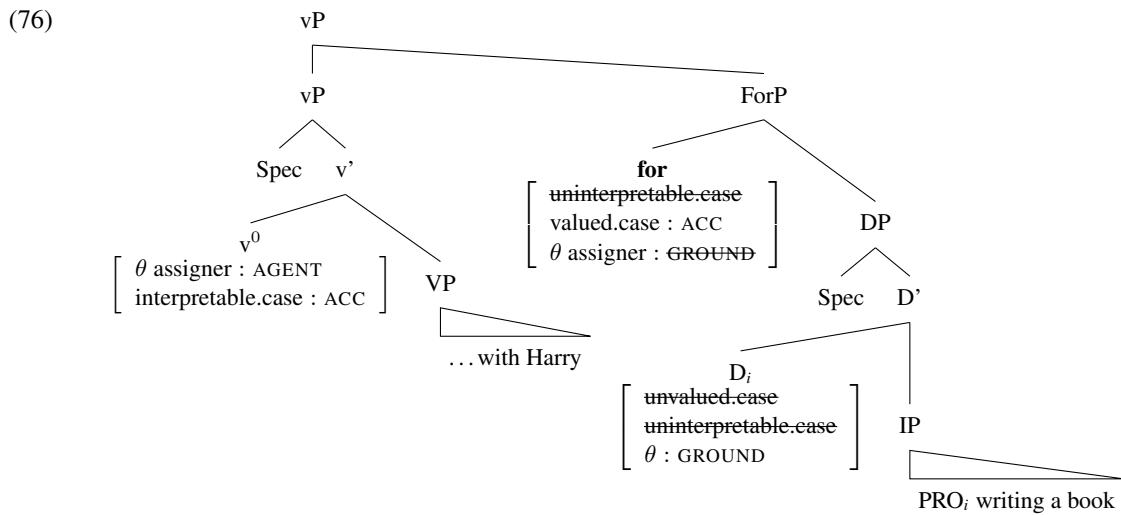 (76)
vP
vP ForP
Spec v’ for
uninterpretable.case
valued.case : ACC DP
v0 θ assigner : GROUND
θ assigner : AGENT VP Spec D’
interpretable.case : ACC
...with Harry Di
unvalued.case
uninterpretable.case IP
θ : GROUND
PROi writing a book